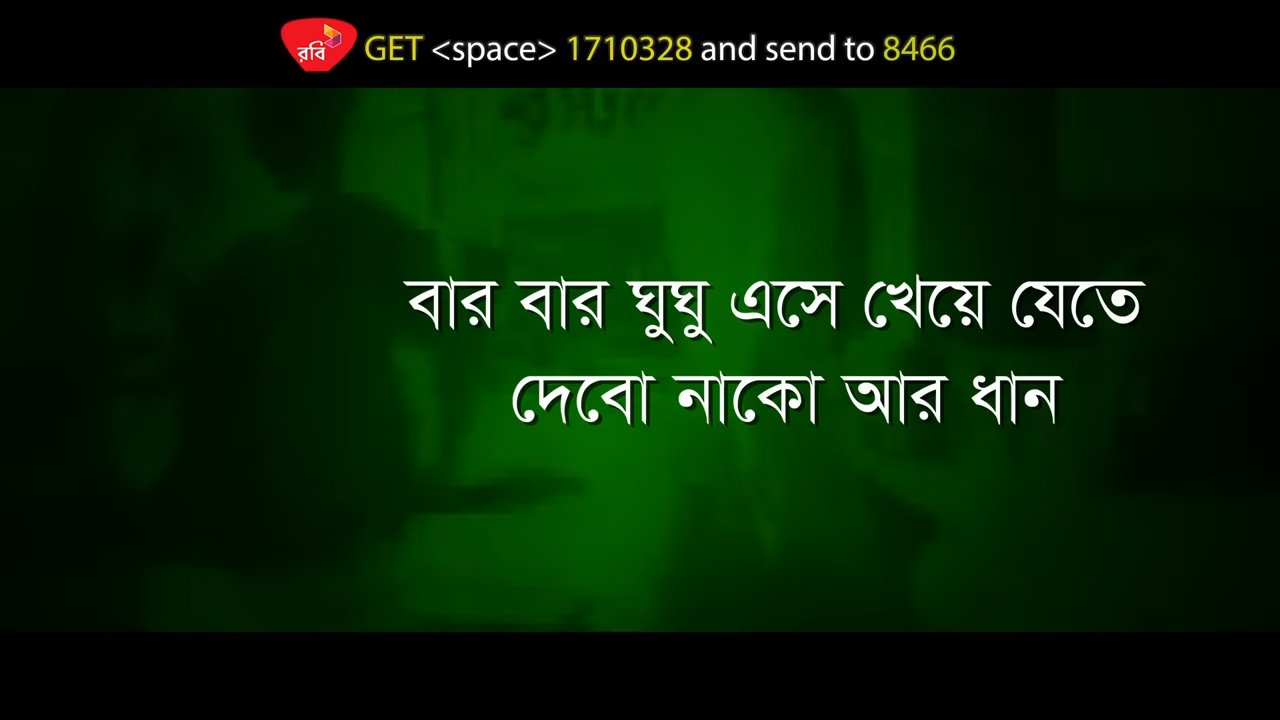 রবি GET <space> 1710328 and send to 8466
বার বার ঘুঘু এসে খেয়ে যেতে
দেবো নাকো আর ধান